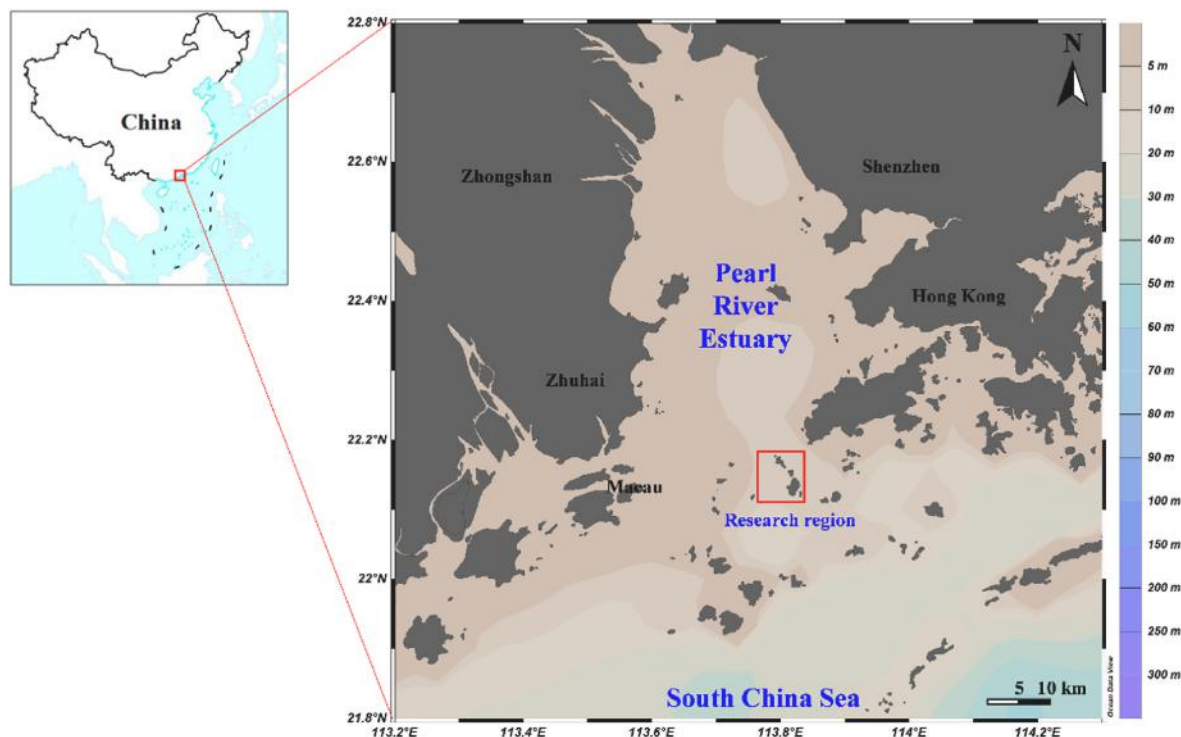 China
22.8°N
22.6°N
22.4°N
22.2°N
22°N
21.8°N
113.2°E
113.4°E
113.6°E
113.8°E
114°E
114.2°E
N
Zhongshan
Shenzhen
Pearl
River
Estuary
Hong Kong
Zhuhai
Macau
Research region
South China Sea
5 10 km
Ocean Data View
5 m
10 m
20 m
30 m
40 m
50 m
60 m
70 m
80 m
90 m
100 m
150 m
200 m
250 m
300 m